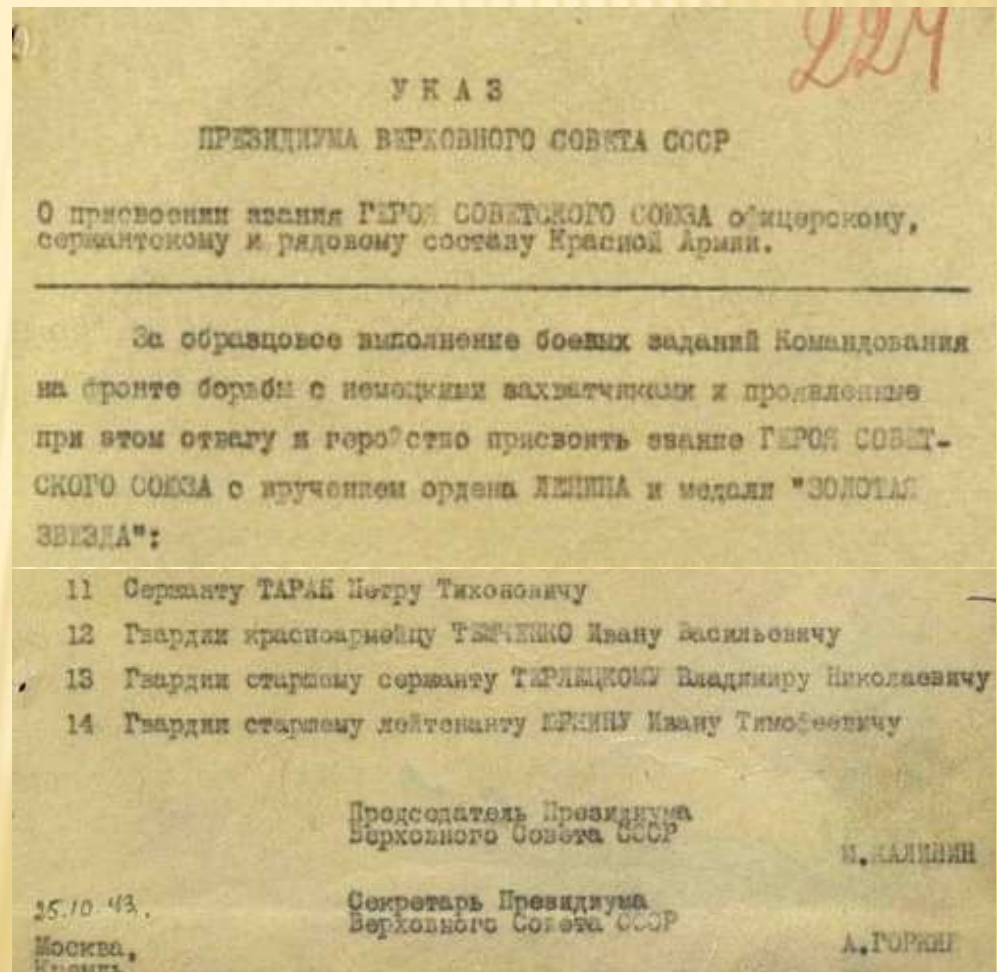 224
УКАЗ
ПРЕЗИДИУМА ВЕРХОВНОГО СОВЕТА СССР
О присвоении звания ГЕРОЯ СОВЕТСКОГО СОЮЗА офицерскому,
сержантскому и рядовому составу Красной Армии.
За образцовое выполнение боевых заданий Командования
на фронте борьбы с немецкими захватчиками и проявленные
при этом отвагу и геройство присвоить звание ГЕРОЯ СОВЕТ-
СКОГО СОЮЗА с вручением ордена ЛЕНИНА и медали "ЗОЛОТАЯ
ЗВЕЗДА":
11 Сержанту ТАРАН Петру Тихоновичу
12 Гвардии красноармейцу ТЕМЧЕНКО Ивану Васильевичу
13 Гвардии старшему сержанту ТЕРЛЕЦКОМУ Владимиру Николаевичу
14 Гвардии старшему лейтенанту Ивану Тимофеевичу
Председатель Президиума
Верховного Совета СССР
М.КАЛИНИН
25.10.43.
Секретарь Президиума
Верховного Совета СССР
Москва,
А.ГОРКИН
Кремль